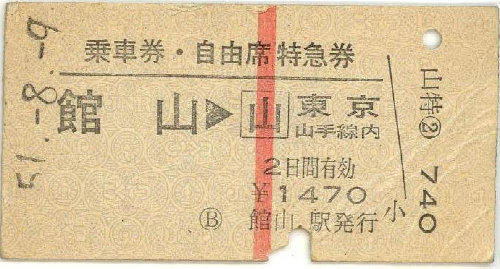 51.-8.-9
乗車券・自由席特急券
館山▶山 東京
山手線内
2日間有効
¥1470
Ⓑ 館山駅発行
小
山特② 740